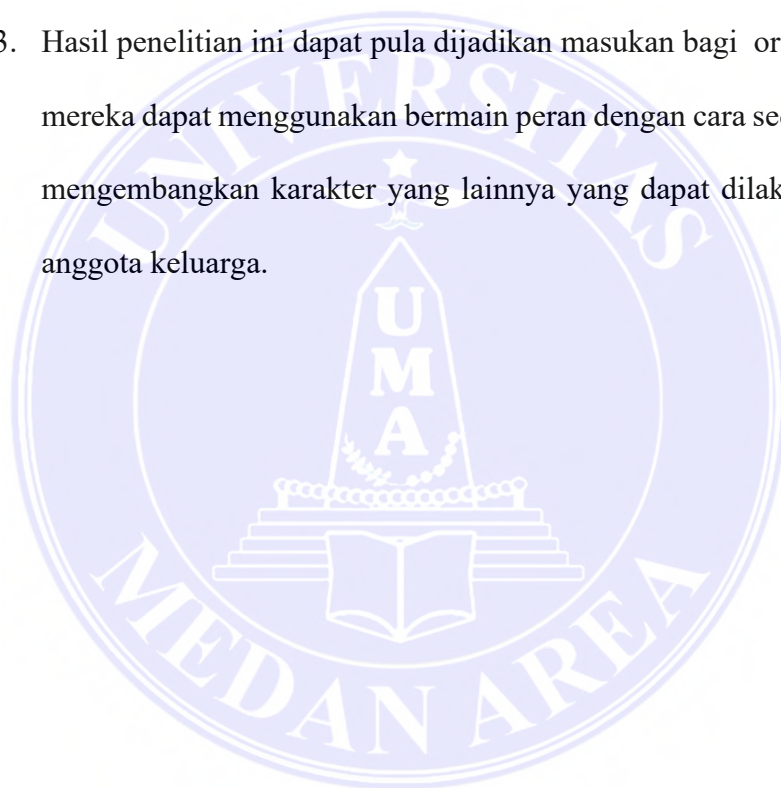 3. Hasil penelitian ini dapat pula dijadikan masukan bagi
mereka dapat menggunakan bermain peran dengan cara
mengembangkan karakter yang lainnya yang dapat
anggota keluarga.
UNIVERSITAS
UMA
MEDAN AREA